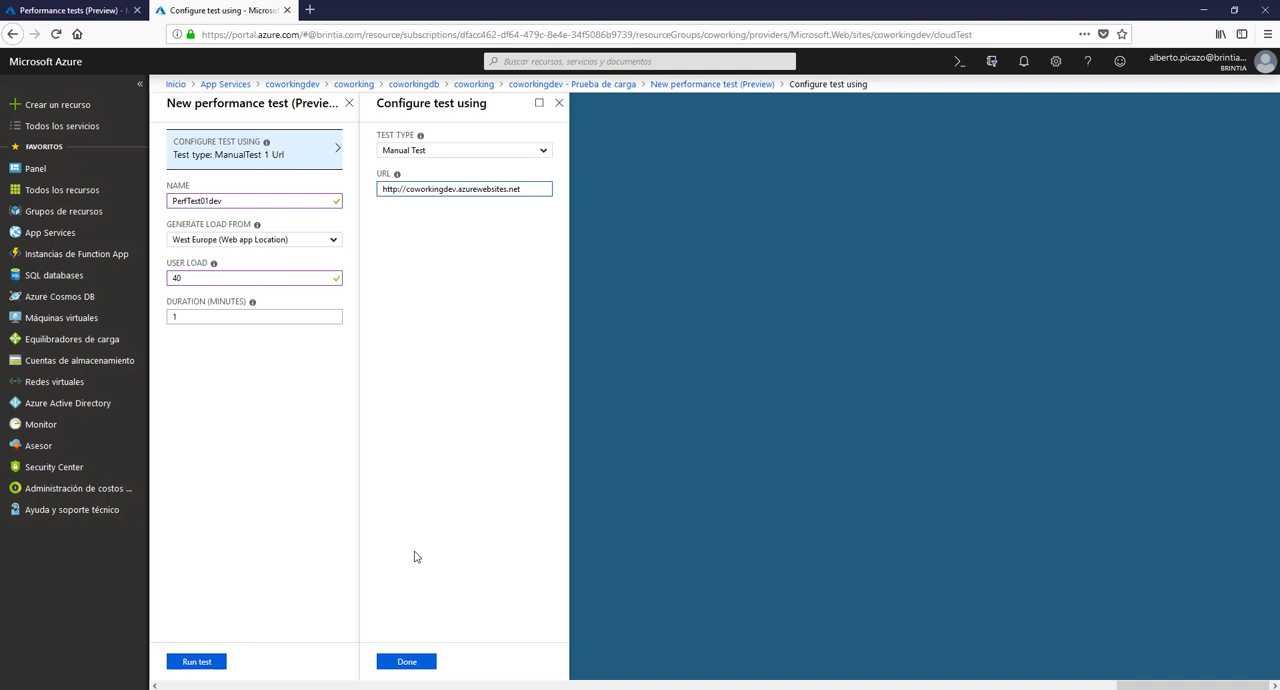 Performance tests (Preview) -
Configure test using - Microso
https://portal.azure.com/#@brintia.com/resource/subscriptions/dfacc462-df64-479c-8e4e-34f5086b9739/resourceGroups/coworking/providers/Microsoft.Web/sites/coworkingdev/cloudTest
Microsoft Azure
Buscar recursos, servicios y documentos
alberto.picazo@brintia...
BRINTIA
Inicio > App Services > coworkingdev > coworking > coworkingdb > coworking > coworkingdev - Prueba de carga > New performance test (Preview) > Configure test using
Crear un recurso
Todos los servicios
FAVORITOS
Panel
Todos los recursos
Grupos de recursos
App Services
Instancias de Function App
SQL databases
Azure Cosmos DB
Máquinas virtuales
Equilibradores de carga
Cuentas de almacenamiento
Redes virtuales
Azure Active Directory
Monitor
Asesor
Security Center
Administración de costos ...
Ayuda y soporte técnico
New performance test (Previe...
CONFIGURE TEST USING
Test type: ManualTest 1 Url
NAME
PerfTest01dev
GENERATE LOAD FROM
West Europe (Web app Location)
USER LOAD
40
DURATION (MINUTES)
1
Run test
Configure test using
TEST TYPE
Manual Test
URL
http://coworkingdev.azurewebsites.net
Done